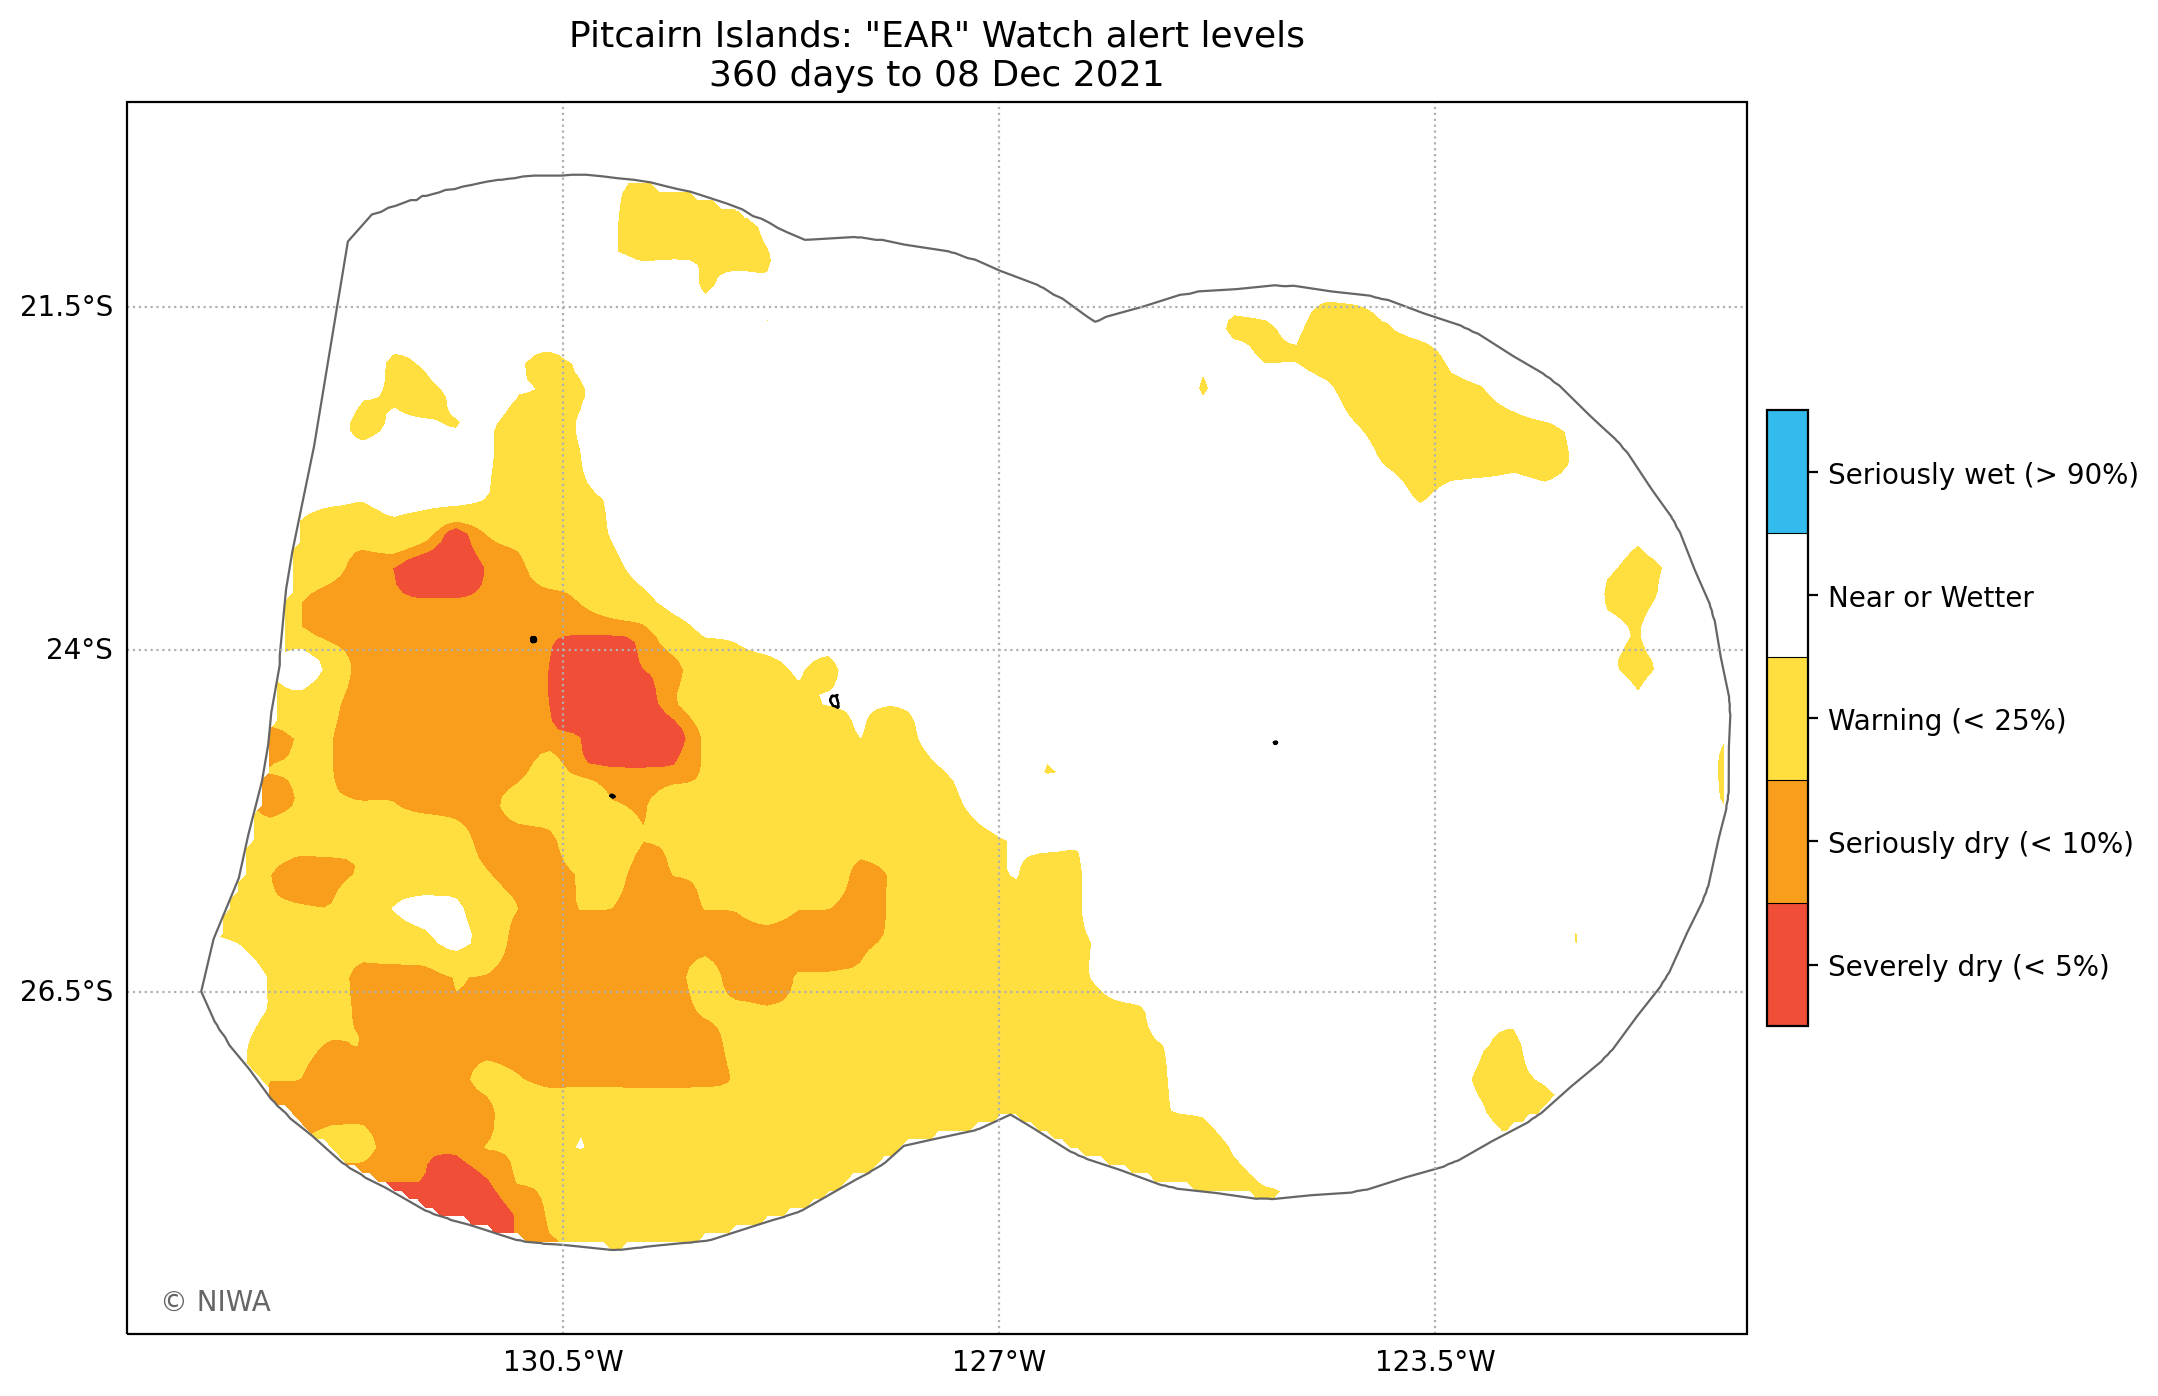 Pitcairn Islands: "EAR" Watch alert levels
360 days to 08 Dec 2021
21.5°S
24°S
26.5°S
130.5°W
127°W
123.5°W
Seriously wet (> 90%)
Near or Wetter
Warning (< 25%)
Seriously dry (< 10%)
Severely dry (< 5%)
© NIWA